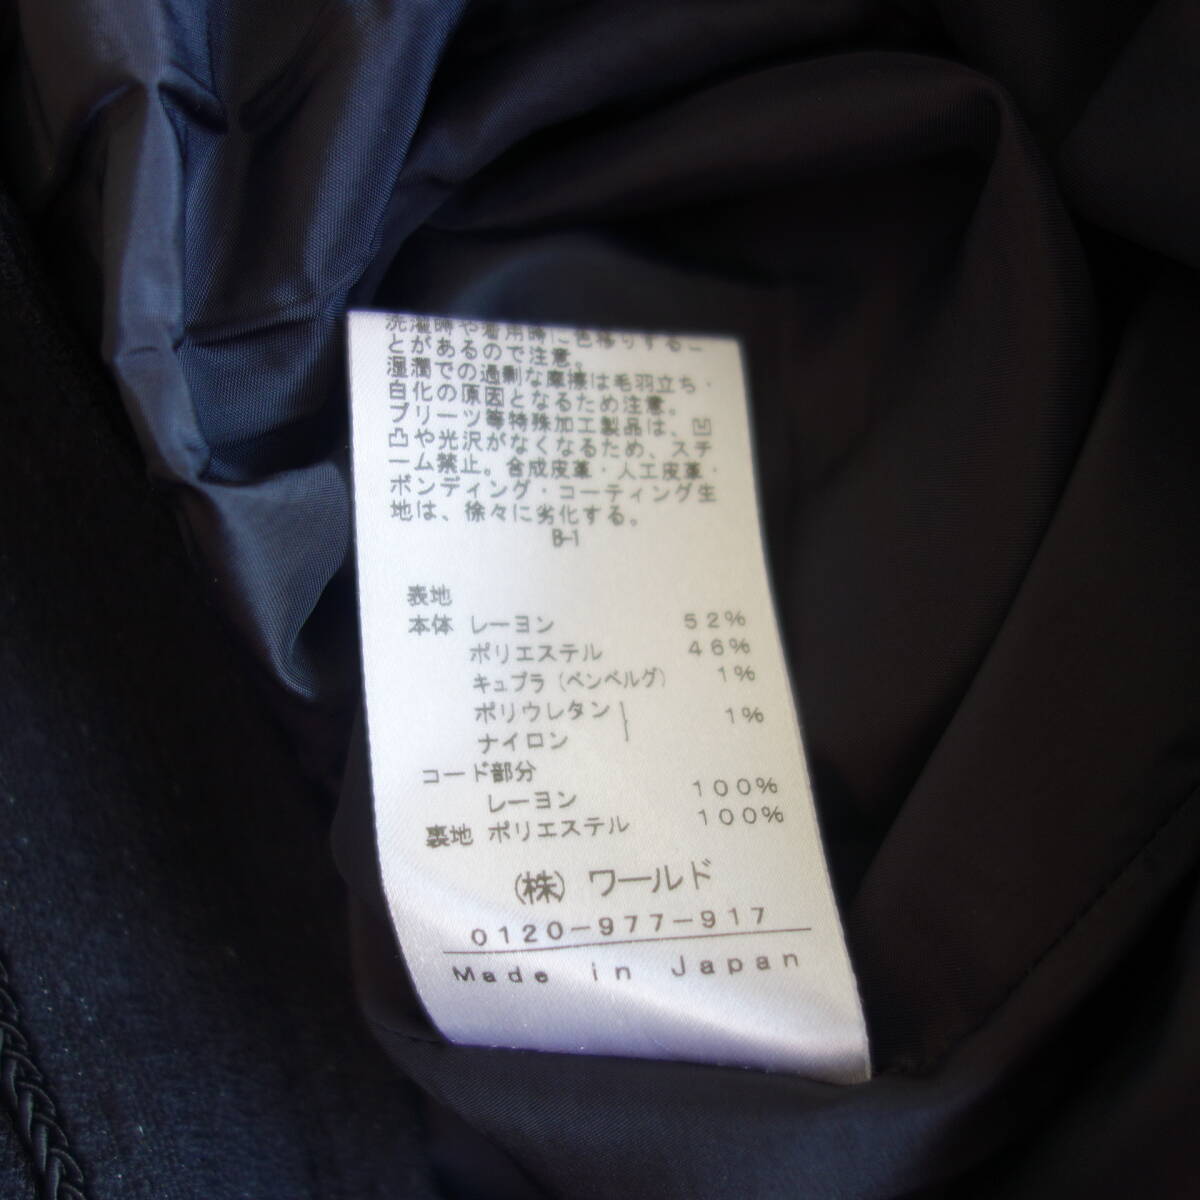 洗濯時や着用時に色移りするこ
とがあるので注意。
湿潤での過剰な摩擦は毛羽立ち・
白化の原因となるため注意。
プリーツ等特殊加工製品は、凹
凸や光沢がなくなるため、スチ
ーム禁止。合成皮革・人工皮革・
ボンディング・コーティング生
地は、徐々に劣化する。
B-1
表地
本体 レーヨン 52%
ポリエステル 46%
キュプラ(ベンベルグ) 1%
ポリウレタン
ナイロン } 1%
コード部分
レーヨン 100%
裏地 ポリエステル 100%
(株)ワールド
0120-977-917
Made in Japan